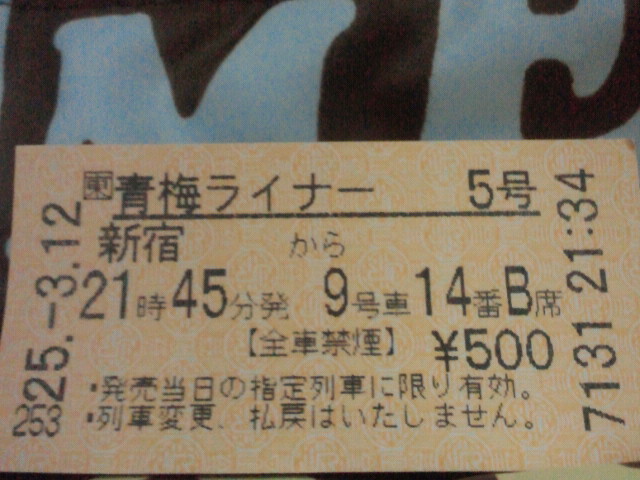 東 青梅ライナー 5号
新宿 から
21時45分発 9号車14番B席
【全車禁煙】 ¥500
・発売当日の指定列車に限り有効。
・列車変更、払戻はいたしません。
25.-3.12
253
7131 21:34